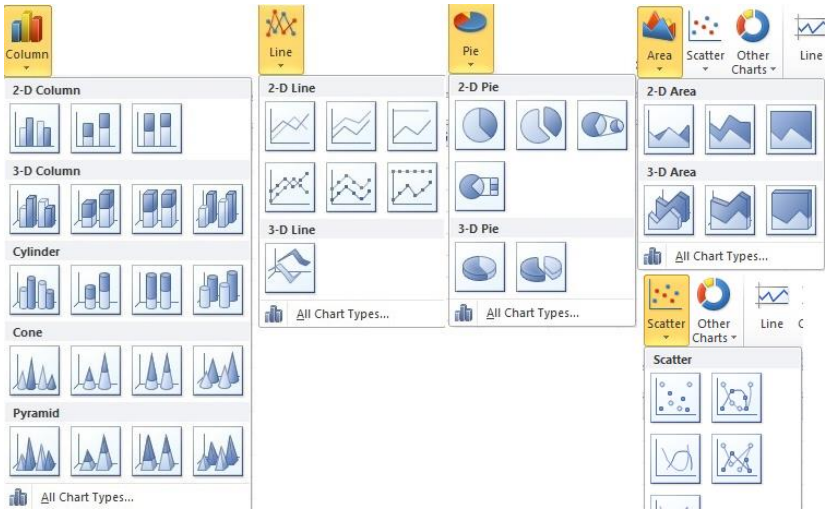 Column
2-D Column
3-D Column
Cylinder
Cone
Pyramid
All Chart Types...
Line
2-D Line
3-D Line
All Chart Types...
Pie
2-D Pie
3-D Pie
All Chart Types...
Area Scatter Other Charts Line
2-D Area
3-D Area
All Chart Types...
Scatter Other Charts Line C
Scatter